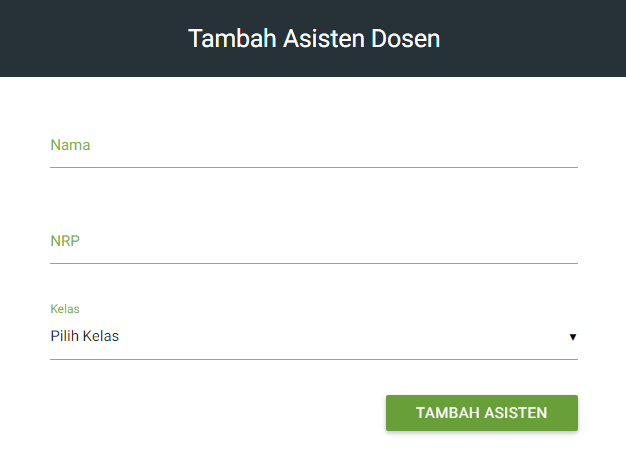 Tambah Asisten Dosen
Nama
NRP
Kelas
Pilih Kelas
TAMBAH ASISTEN